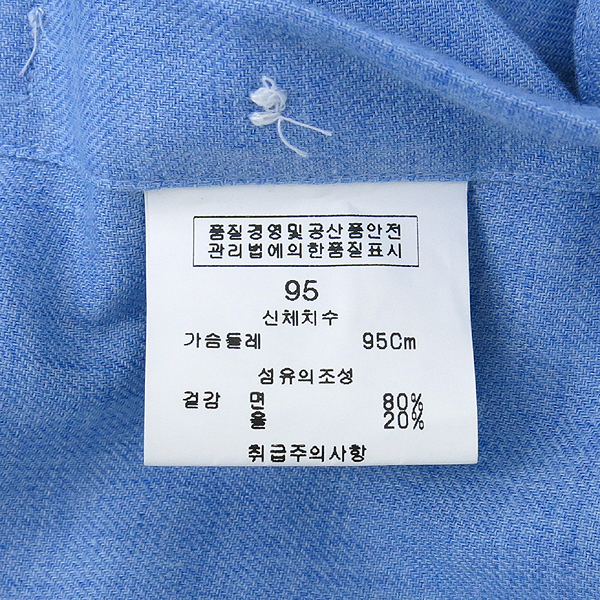 품질경영및공산품안전
관리법에의한품질표시
95
신체치수
가슴둘레 95Cm
섬유의조성
겉감 면 80%
울 20%
취급주의사항